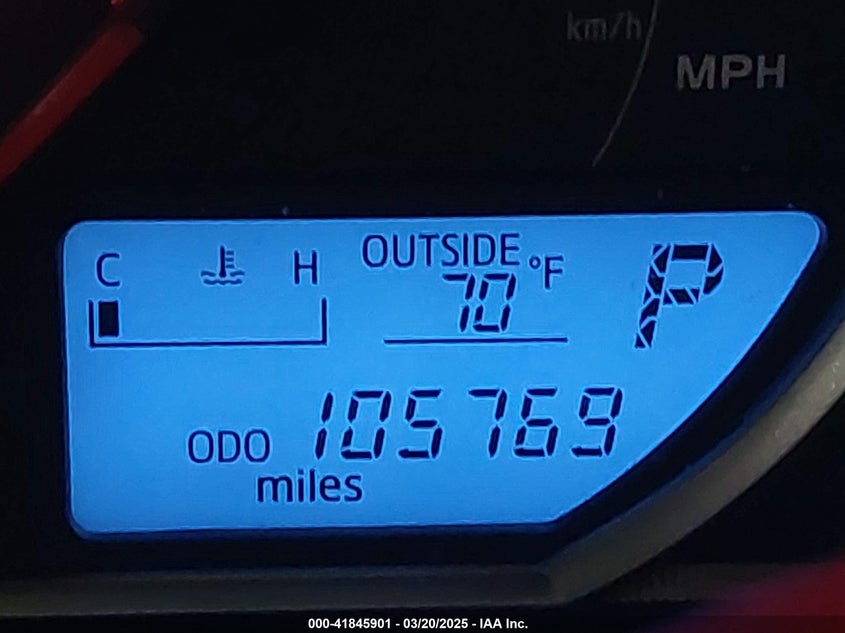 km/h
MPH
C H
OUTSIDE
70 °F
P
ODO 105769
miles
000-41845901 - 03/20/2025 - IAA Inc.